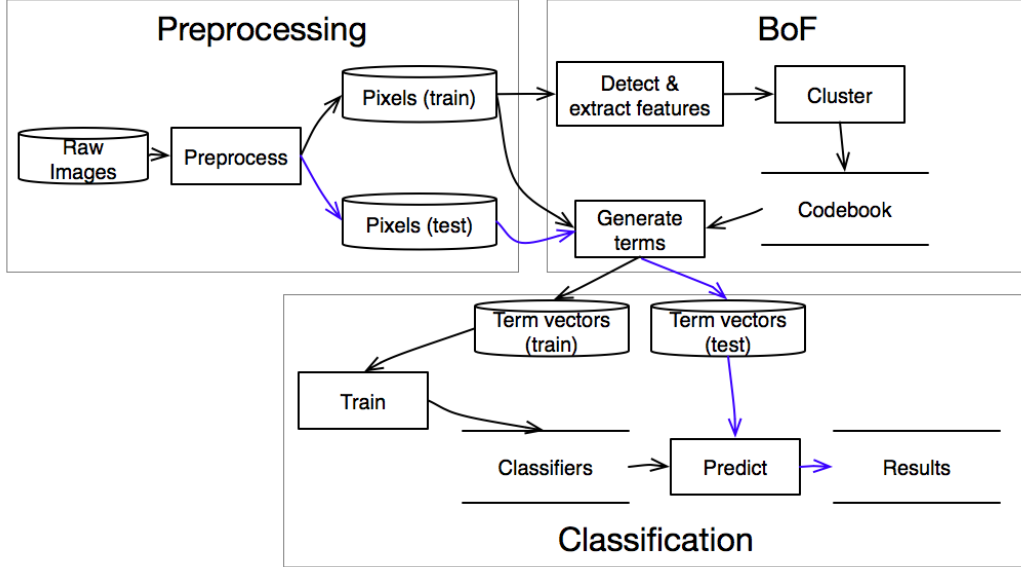 Preprocessing
BoF
Pixels (train)
Detect &
extract features
Cluster
Raw
Images
Preprocess
Pixels (test)
Generate
terms
Codebook
Term vectors
(train)
Term vectors
(test)
Train
Classifiers
Predict
Results
Classification